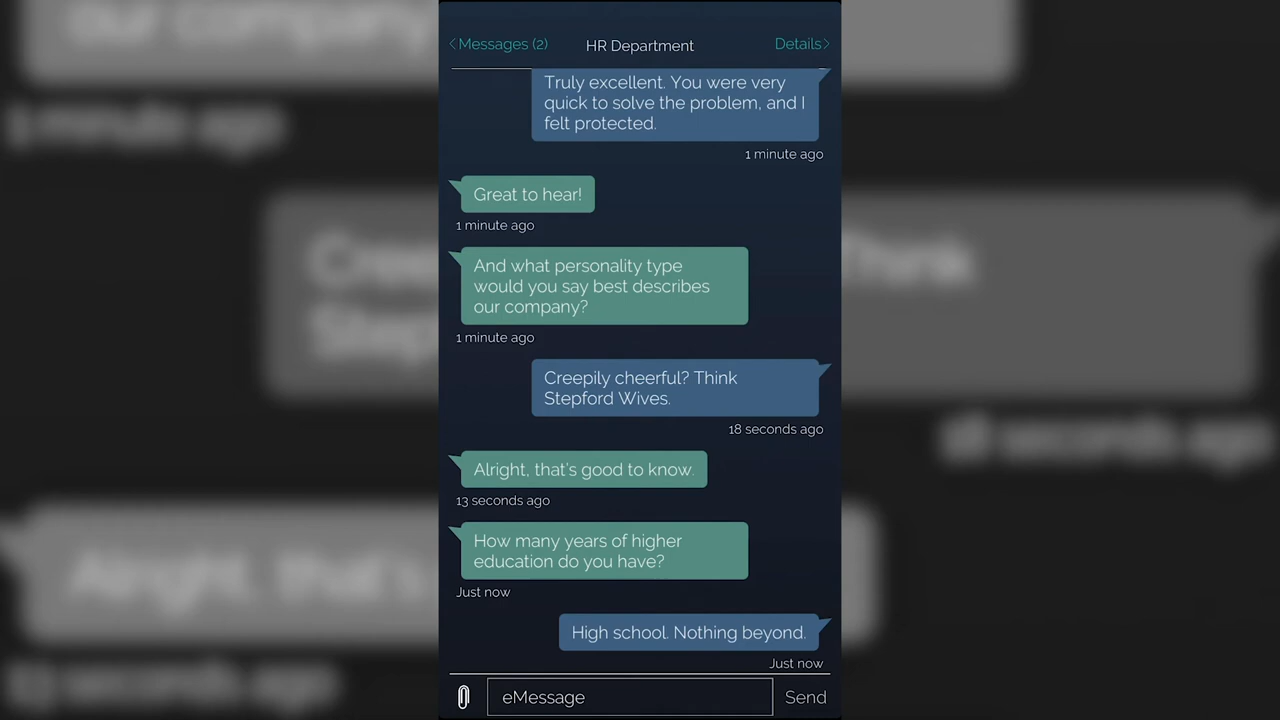 Messages (2)
HR Department
Details
Truly excellent. You were very
quick to solve the problem, and I
felt protected.
1 minute ago
Great to hear!
1 minute ago
And what personality type
would you say best describes
our company?
1 minute ago
Creepily cheerful? Think
Stepford Wives.
18 seconds ago
Alright, that's good to know.
13 seconds ago
How many years of higher
education do you have?
Just now
High school. Nothing beyond.
Just now
eMessage
Send